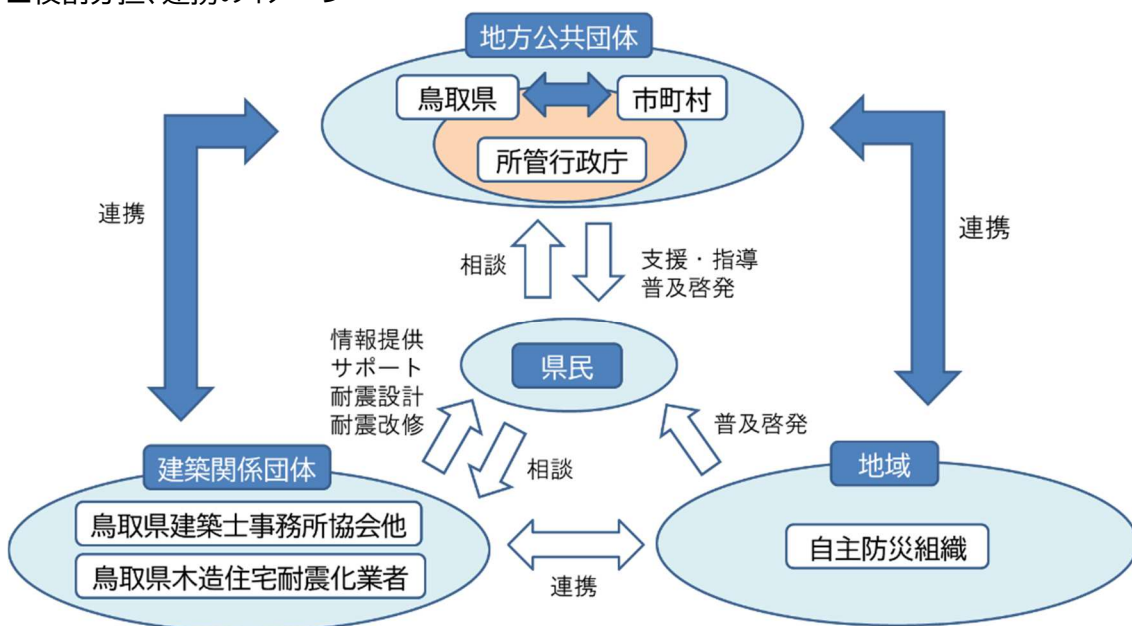 地方公共団体
鳥取県
市町村
所管行政庁
連携
連携
相談
支援・指導
普及啓発
情報提供
サポート
耐震設計
耐震改修
県民
普及啓発
相談
建築関係団体
鳥取県建築士事務所協会他
鳥取県木造住宅耐震化業者
連携
地域
自主防災組織